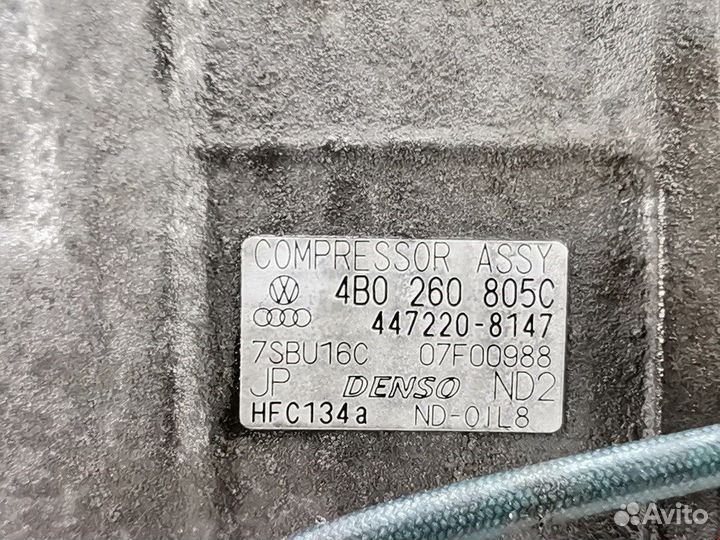 COMPRESSOR ASSY
4B0 260 805C
447220-8147
7SBU16C 07F00988
JP DENSO ND2
HFC134a ND-OIL8
Avito